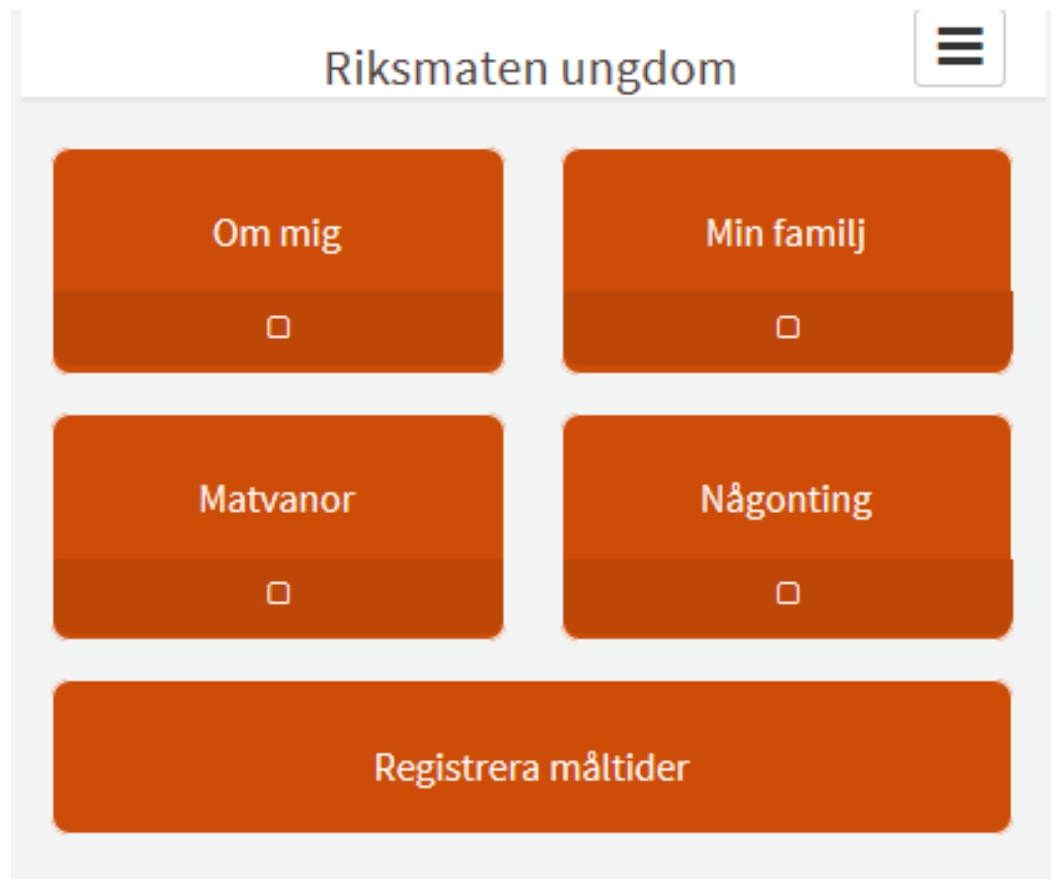 Riksmaten ungdom
Om mig
Min familj
Matvanor
Någonting
Registrera måltider